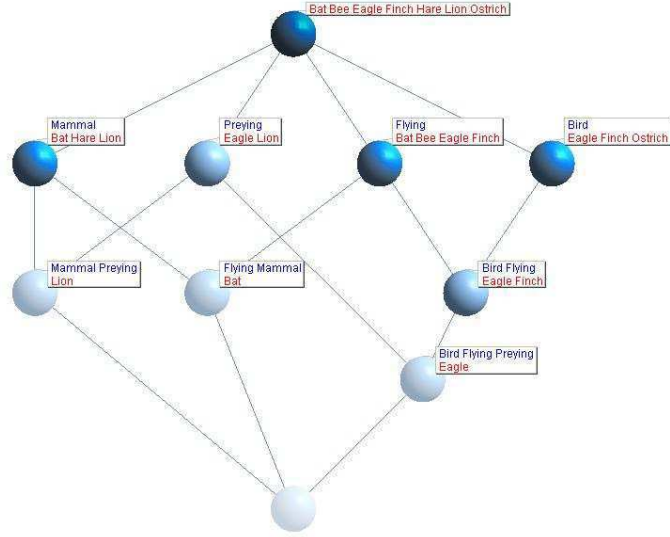 Bat Bee Eagle Finch Hare Lion Ostrich
Mammal
Bat Hare Lion
Preying
Eagle Lion
Flying
Bat Bee Eagle Finch
Bird
Eagle Finch Ostrich
Mammal Preying
Lion
Flying Mammal
Bat
Bird Flying
Eagle Finch
Bird Flying Preying
Eagle